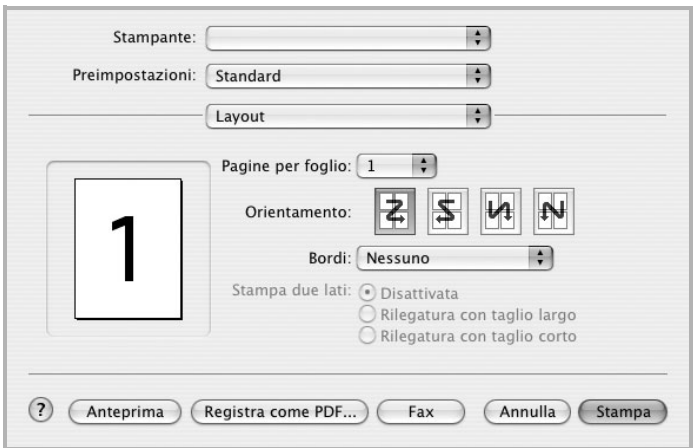 Stampante:
Preimpostazioni: Standard
Layout
Pagine per foglio: 1
1
Orientamento:
Bordi: Nessuno
Stampa due lati: Disattivata
Rilegatura con taglio largo
Rilegatura con taglio corto
? Anteprima Registra come PDF... Fax Annulla Stampa